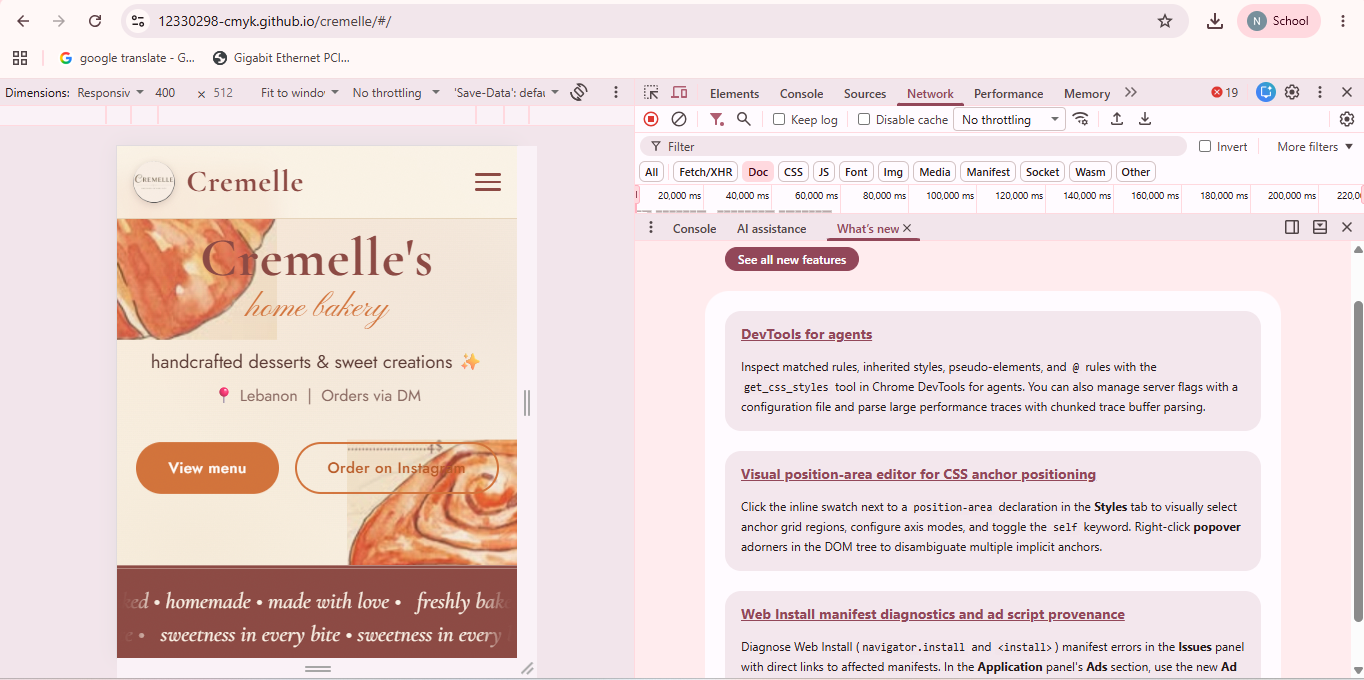 12330298-cmyk.github.io/cremelle/#/
N School
google translate - G...
Gigabit Ethernet PCI...
Dimensions: Responsiv 400 × 512 Fit to windo No throttling 'Save-Data': defau
Elements Console Sources Network Performance Memory 19
Keep log Disable cache No throttling
Filter Invert More filters
All Fetch/XHR Doc CSS JS Font Img Media Manifest Socket Wasm Other
20,000 ms 40,000 ms 60,000 ms 80,000 ms 100,000 ms 120,000 ms 140,000 ms 160,000 ms 180,000 ms 200,000 ms 220,0
Console AI assistance What's new
CREMELLE
Cremelle
Cremelle's
home bakery
handcrafted desserts & sweet creations ✨
📍 Lebanon | Orders via DM
4$
View menu
Order on Instagram
ked • homemade • made with love • freshly bak
e • sweetness in every bite • sweetness in every
See all new features
DevTools for agents
Inspect matched rules, inherited styles, pseudo-elements, and @ rules with the
get_css_styles tool in Chrome DevTools for agents. You can also manage server flags with a
configuration file and parse large performance traces with chunked trace buffer parsing.
Visual position-area editor for CSS anchor positioning
Click the inline swatch next to a position-area declaration in the Styles tab to visually select
anchor grid regions, configure axis modes, and toggle the self keyword. Right-click popover
adorners in the DOM tree to disambiguate multiple implicit anchors.
Web Install manifest diagnostics and ad script provenance
Diagnose Web Install (navigator.install and <install>) manifest errors in the Issues panel
with direct links to affected manifests. In the Application panel's Ads section, use the new Ad